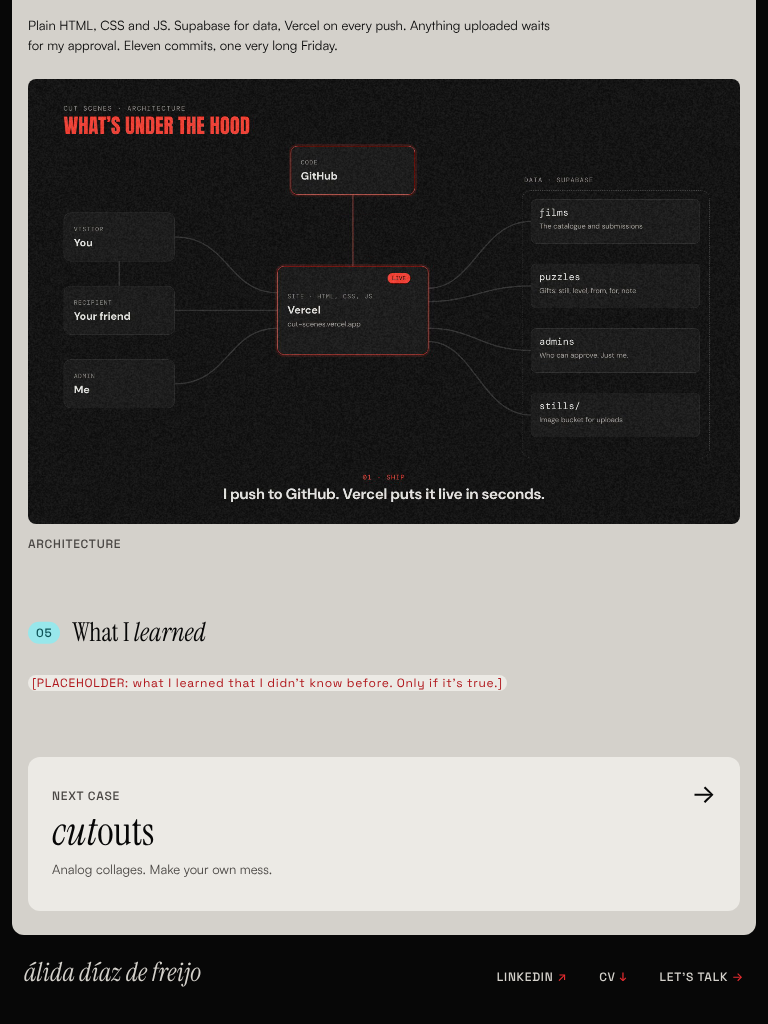 Plain HTML, CSS and JS. Supabase for data, Vercel on every push. Anything uploaded waits
for my approval. Eleven commits, one very long Friday.
CUT SCENES · ARCHITECTURE
WHAT'S UNDER THE HOOD
CODE
GitHub
DATA · SUPABASE
VISITOR
You
RECIPIENT
Your friend
ADMIN
Me
LIVE
SITE · HTML, CSS, JS
Vercel
cut-scenes.vercel.app
films
The catalogue and submissions
puzzles
Gifts: still, level, from, for, note
admins
Who can approve. Just me.
stills/
Image bucket for uploads
01 · SHIP
I push to GitHub. Vercel puts it live in seconds.
ARCHITECTURE
05 What I learned
[PLACEHOLDER: what I learned that I didn't know before. Only if it's true.]
NEXT CASE →
cutouts
Analog collages. Make your own mess.
álida díaz de freijo
LINKEDIN ↗ CV ↓ LET'S TALK →